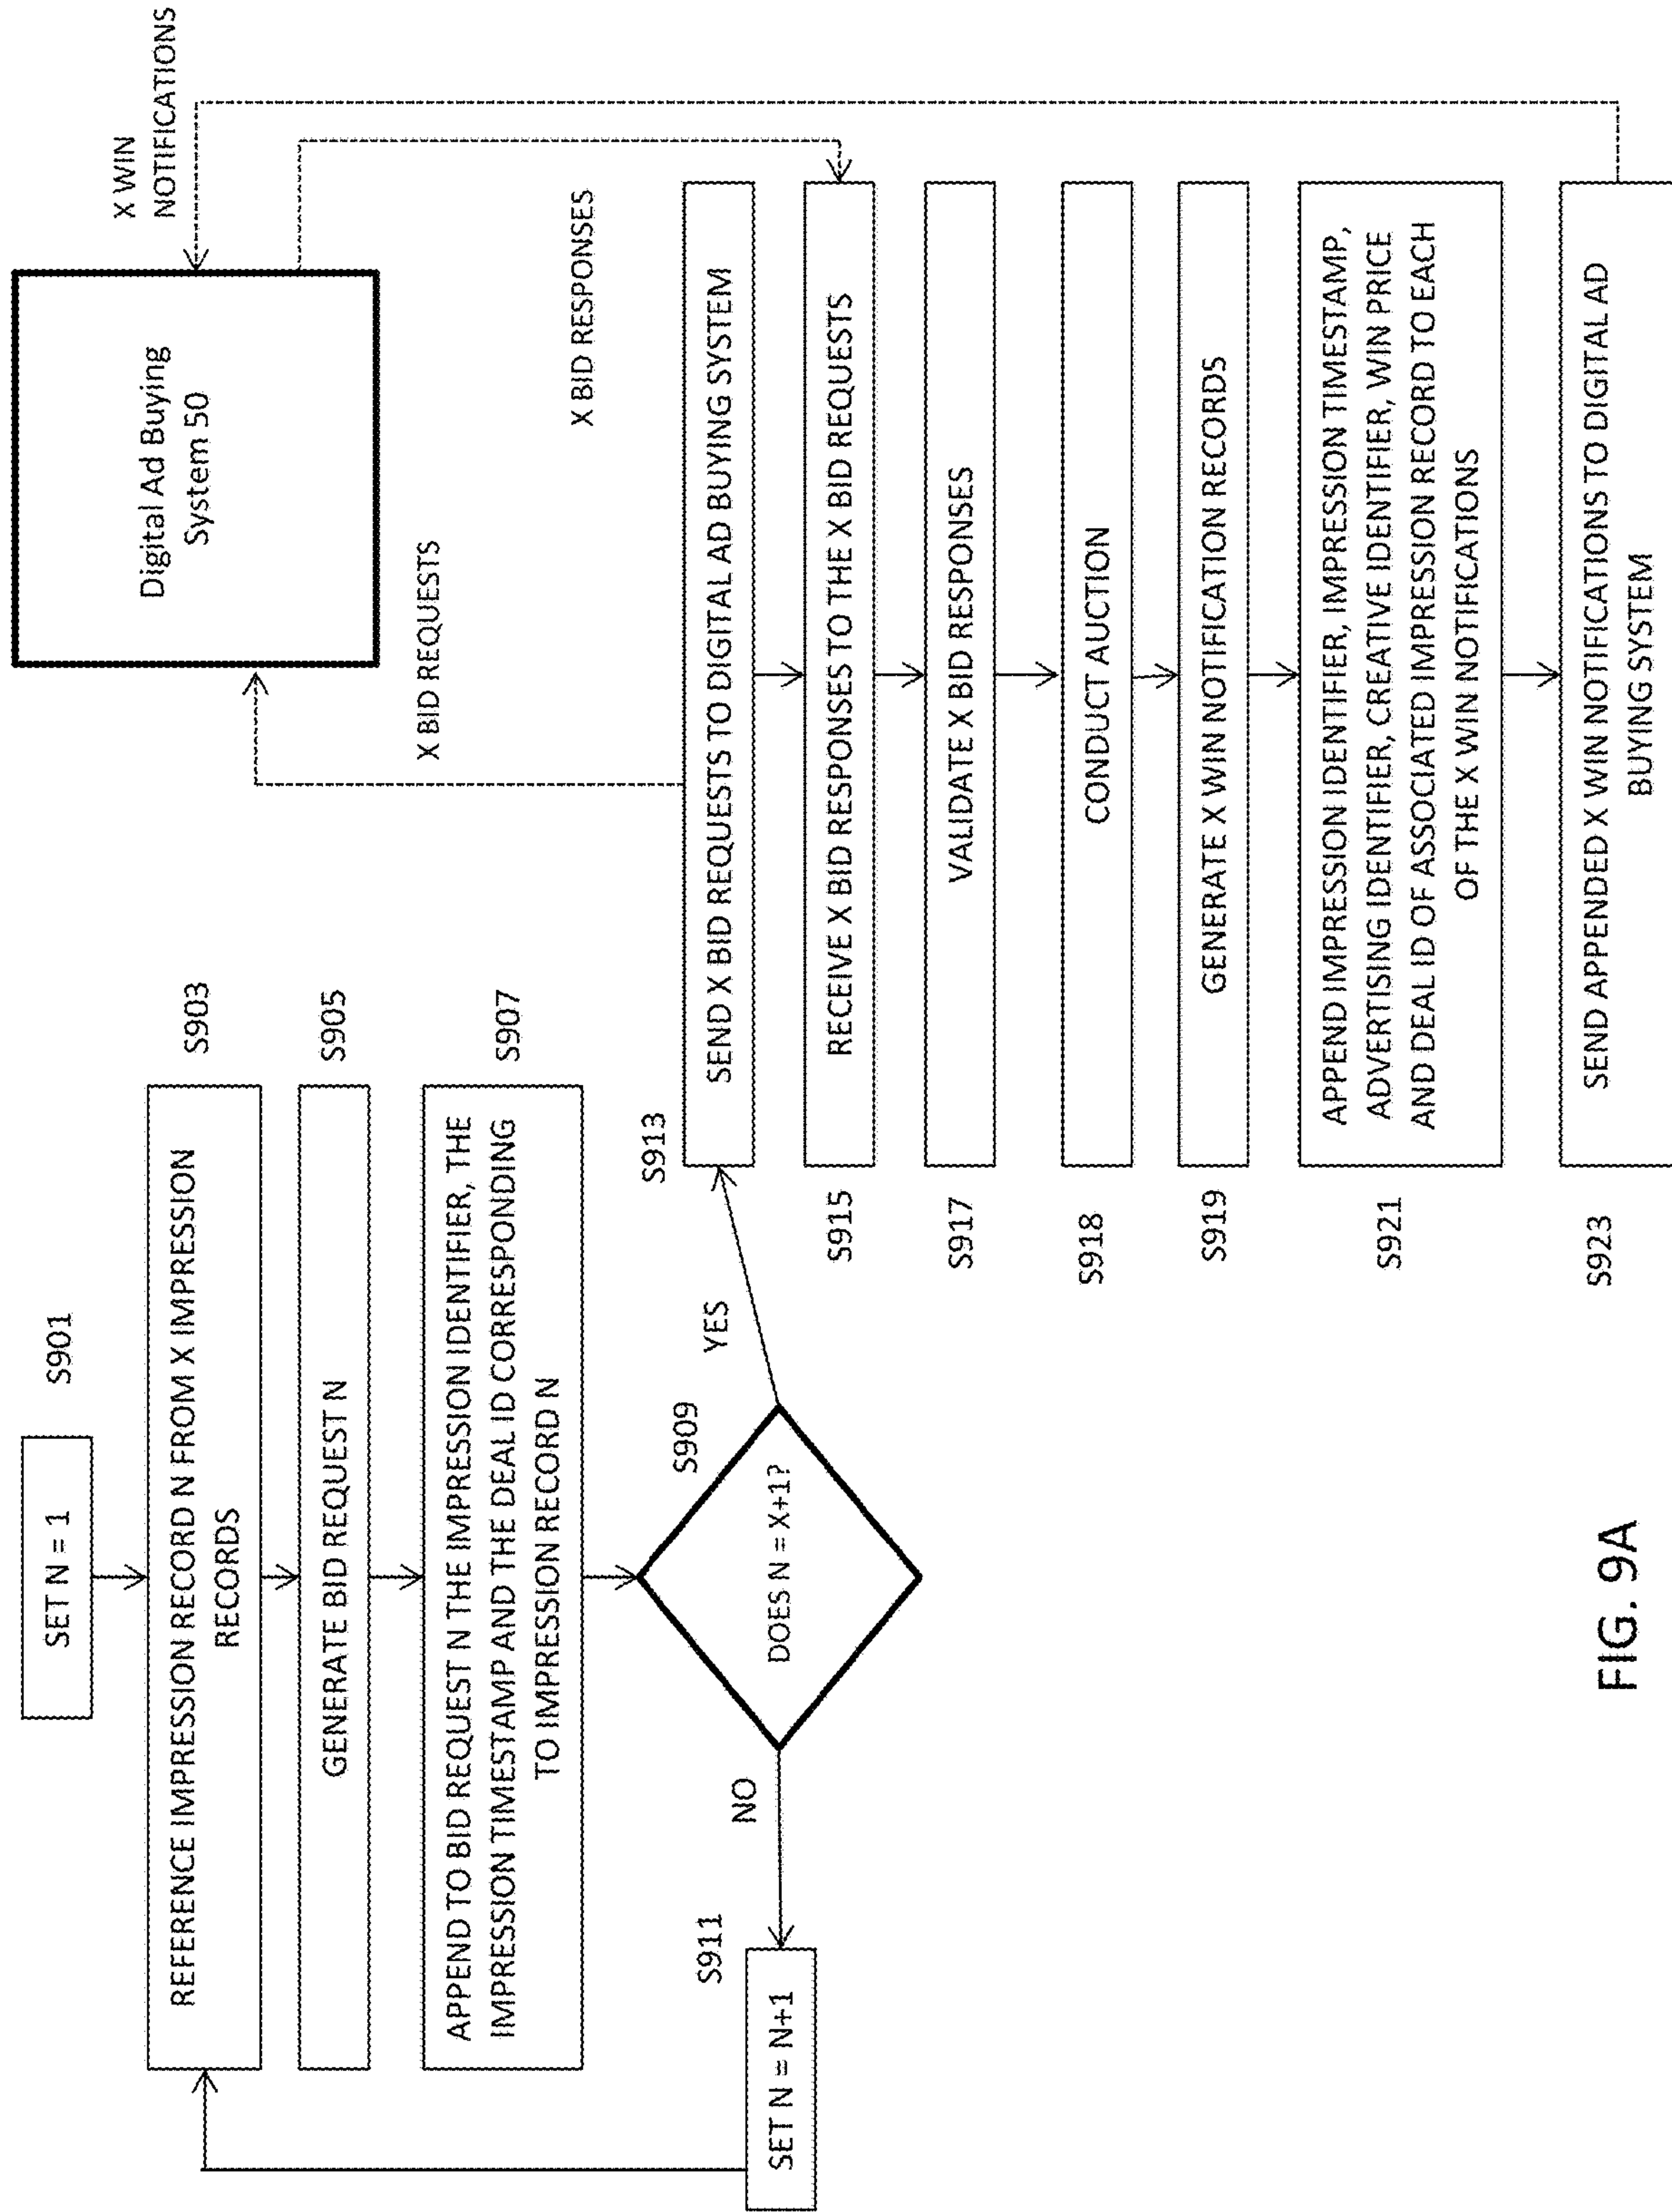 SET N = 1
S901
REFERENCE IMPRESSION RECORD N FROM X IMPRESSION
RECORDS
S903
GENERATE BID REQUEST N
S905
APPEND TO BID REQUEST N THE IMPRESSION IDENTIFIER, THE
IMPRESSION TIMESTAMP AND THE DEAL ID CORRESPONDING
TO IMPRESSION RECORD N
S907
DOES N = X+1?
S909
NO
YES
SET N = N+1
S911
Digital Ad Buying
System 50
X WIN
NOTIFICATIONS
X BID REQUESTS
X BID RESPONSES
S913
SEND X BID REQUESTS TO DIGITAL AD BUYING SYSTEM
S915
RECEIVE X BID RESPONSES TO THE X BID REQUESTS
S917
VALIDATE X BID RESPONSES
S918
CONDUCT AUCTION
S919
GENERATE X WIN NOTIFICATION RECORDS
S921
APPEND IMPRESSION IDENTIFIER, IMPRESSION TIMESTAMP,
ADVERTISING IDENTIFIER, CREATIVE IDENTIFIER, WIN PRICE
AND DEAL ID OF ASSOCIATED IMPRESSION RECORD TO EACH
OF THE X WIN NOTIFICATIONS
S923
SEND APPENDED X WIN NOTIFICATIONS TO DIGITAL AD
BUYING SYSTEM
FIG. 9A